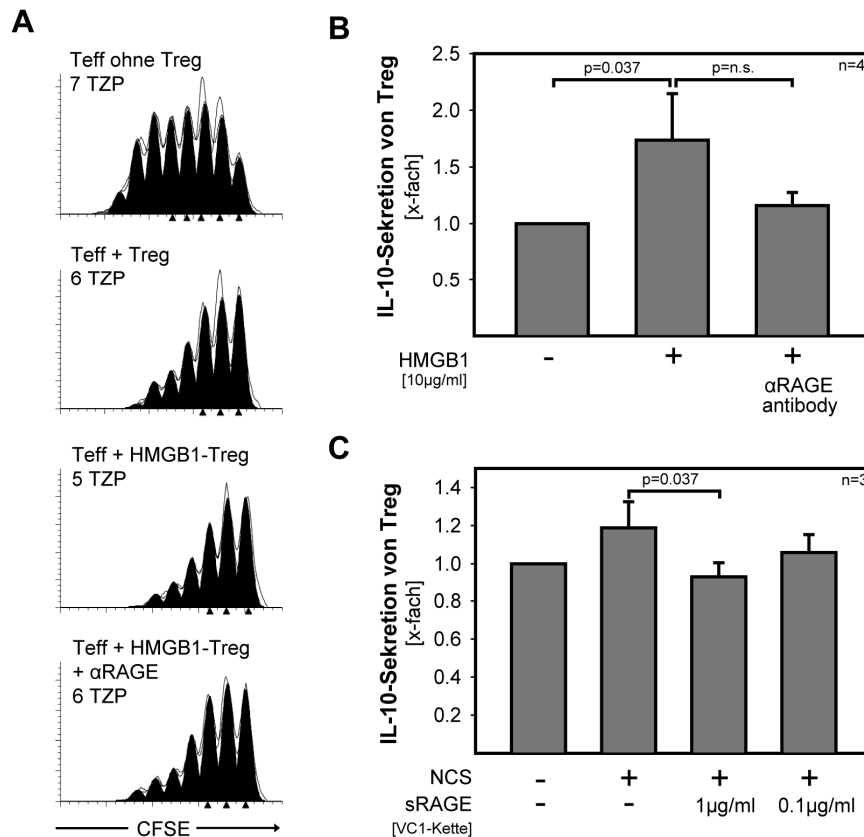 A
Teff ohne Treg
7 TZP
Teff + Treg
6 TZP
Teff + HMGB1-Treg
5 TZP
Teff + HMGB1-Treg
+ αRAGE
6 TZP
CFSE
B
IL-10-Sekretion von Treg
[x-fach]
2.5
2.0
1.5
1.0
0.5
p=0.037
p=n.s.
n=4
HMGB1 - + +
[10µg/ml]
αRAGE
antibody
C
IL-10-Sekretion von Treg
[x-fach]
1.4
1.2
1.0
0.8
0.6
0.4
0.2
p=0.037
n=3
NCS - + + +
sRAGE - - 1µg/ml 0.1µg/ml
[VC1-Kette]